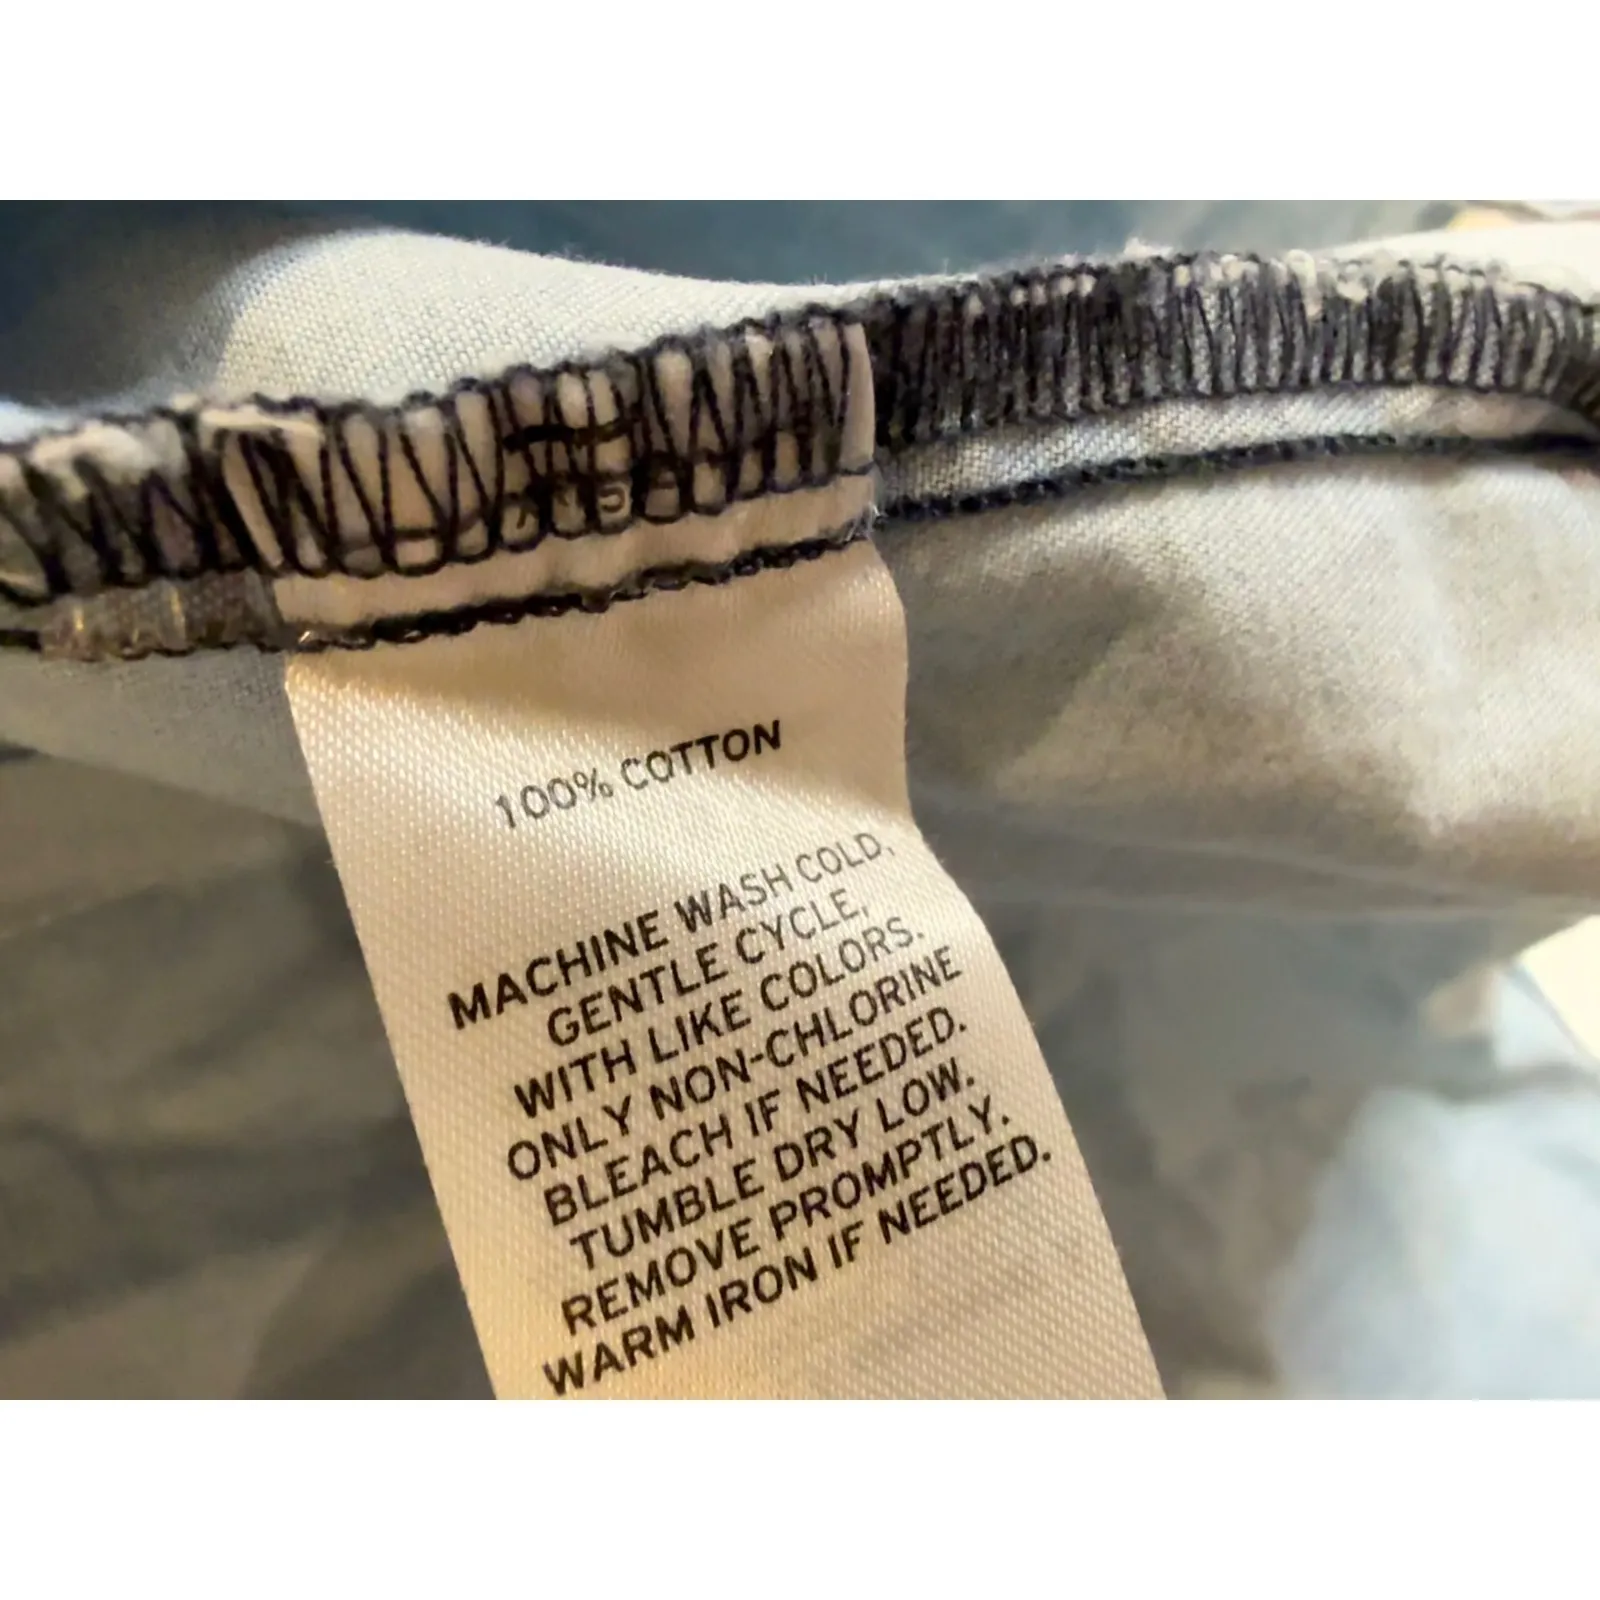 100% COTTON
MACHINE WASH COLD,
GENTLE CYCLE,
WITH LIKE COLORS.
ONLY NON-CHLORINE
BLEACH IF NEEDED.
TUMBLE DRY LOW.
REMOVE PROMPTLY.
WARM IRON IF NEEDED.